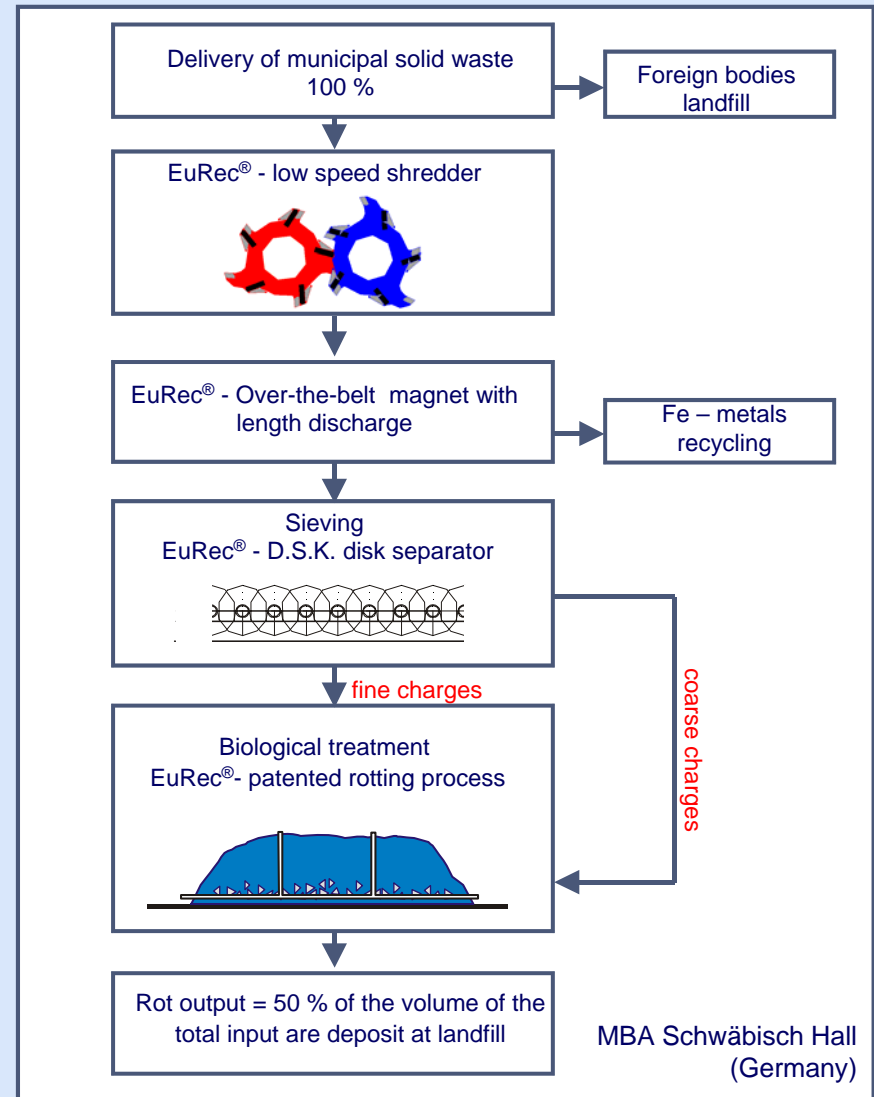 Delivery of municipal solid waste
100 %
Foreign bodies
landfill
EuRec® - low speed shredder
EuRec® - Over-the-belt  magnet with
length discharge
Fe – metals
recycling
Sieving
EuRec® - D.S.K. disk separator
fine charges
coarse charges
Biological treatment
EuRec®- patented rotting process
Rot output = 50 % of the volume of the
total input are deposit at landfill
MBA Schwäbisch Hall
(Germany)